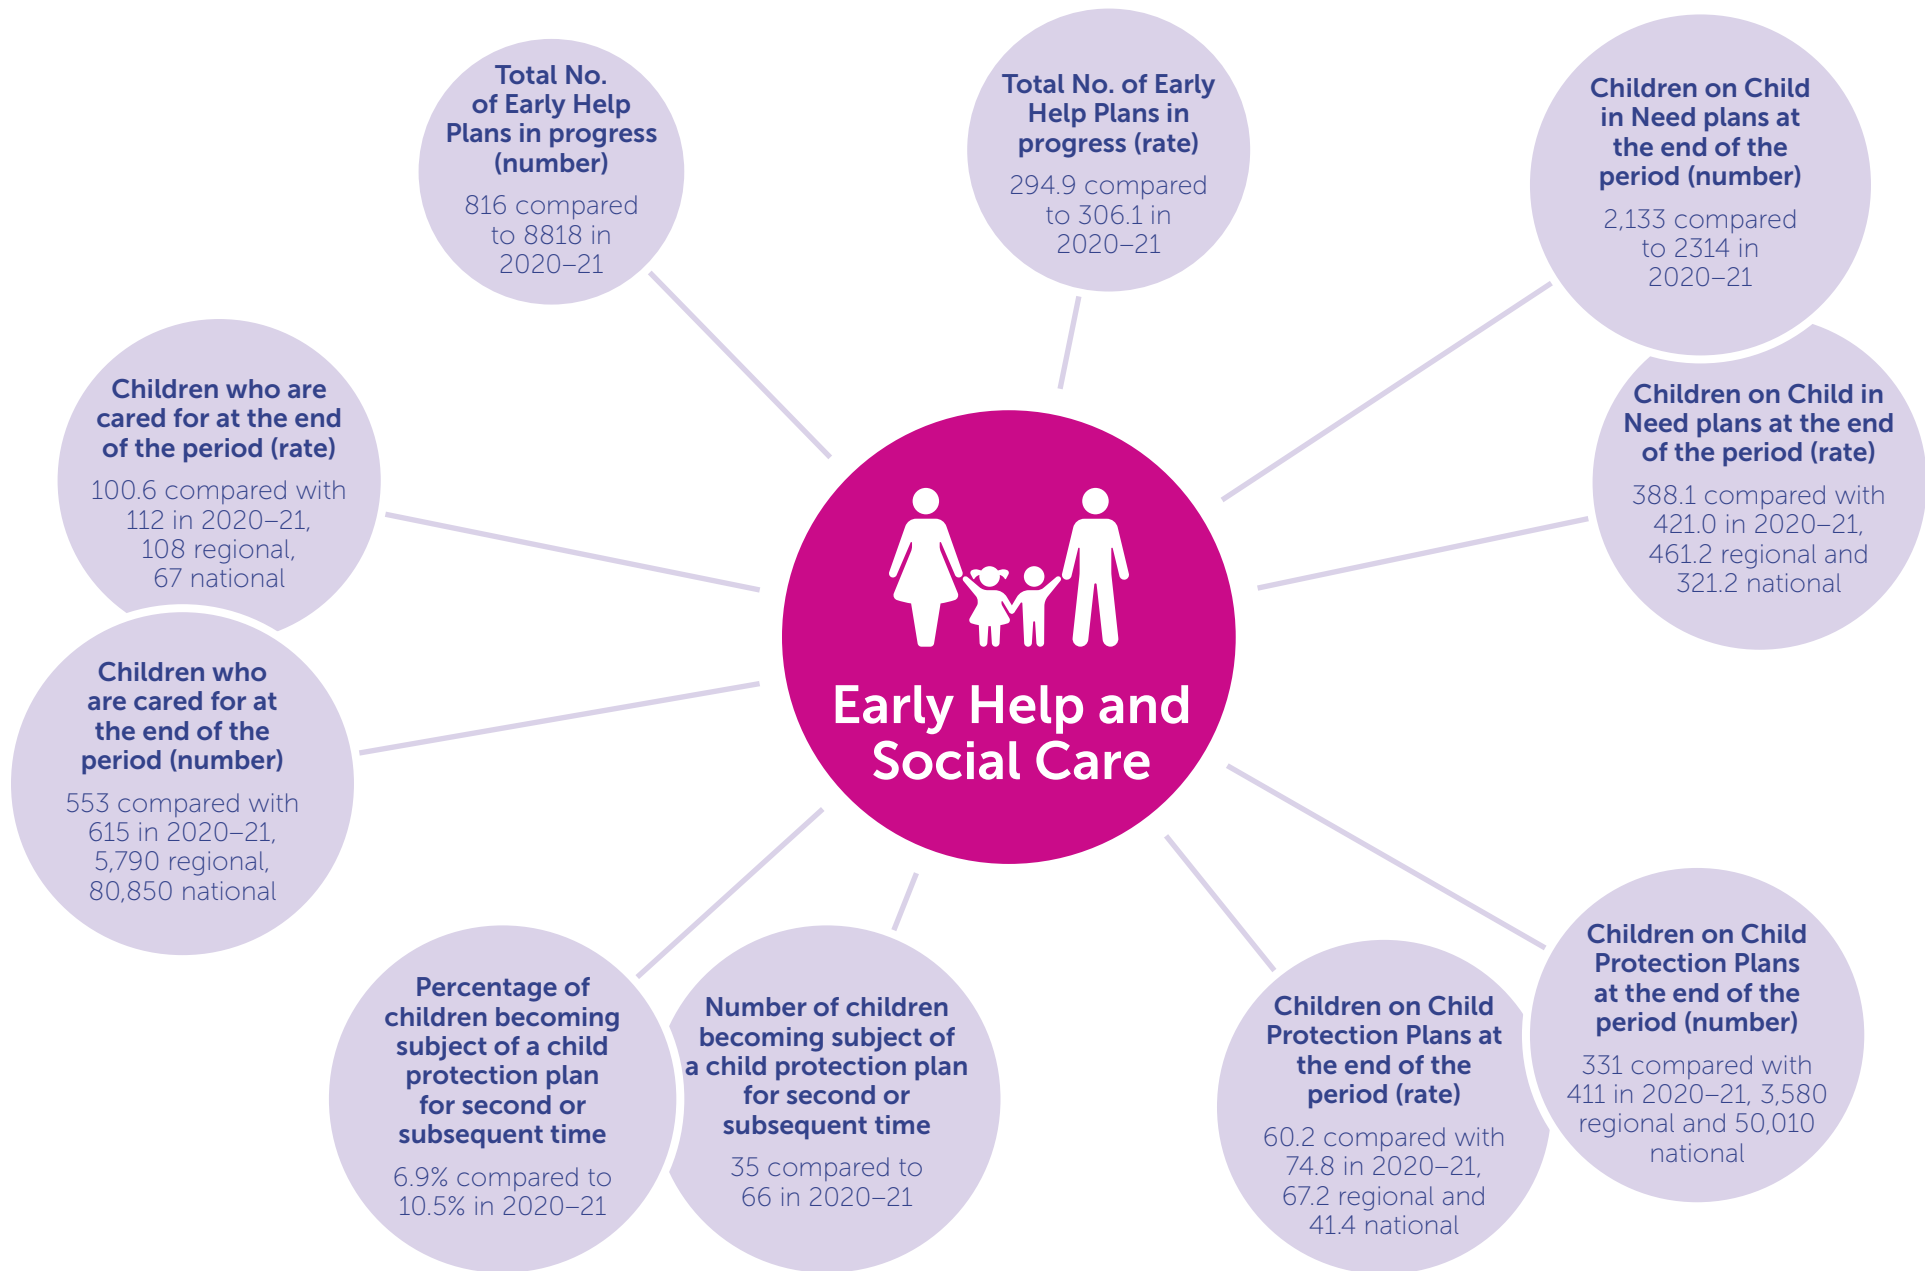 Total No.
of Early Help
Plans in progress
(number)
816 compared
to 8818 in
2020–21
Total No. of Early
Help Plans in
progress (rate)
294.9 compared
to 306.1 in
2020–21
Children on Child
in Need plans at
the end of the
period (number)
2,133 compared
to 2314 in
2020–21
Children who are
cared for at the end
of the period (rate)
100.6 compared with
112 in 2020–21,
108 regional,
67 national
Children on Child in
Need plans at the end
of the period (rate)
388.1 compared with
421.0 in 2020–21,
461.2 regional and
321.2 national
Early Help and
Social Care
Children who
are cared for at
the end of the
period (number)
553 compared with
615 in 2020–21,
5,790 regional,
80,850 national
Percentage of
children becoming
subject of a child
protection plan
for second or
subsequent time
6.9% compared to
10.5% in 2020–21
Number of children
becoming subject of
a child protection plan
for second or
subsequent time
35 compared to
66 in 2020–21
Children on Child
Protection Plans at
the end of the
period (rate)
60.2 compared with
74.8 in 2020–21,
67.2 regional and
41.4 national
Children on Child
Protection Plans
at the end of the
period (number)
331 compared with
411 in 2020–21, 3,580
regional and 50,010
national